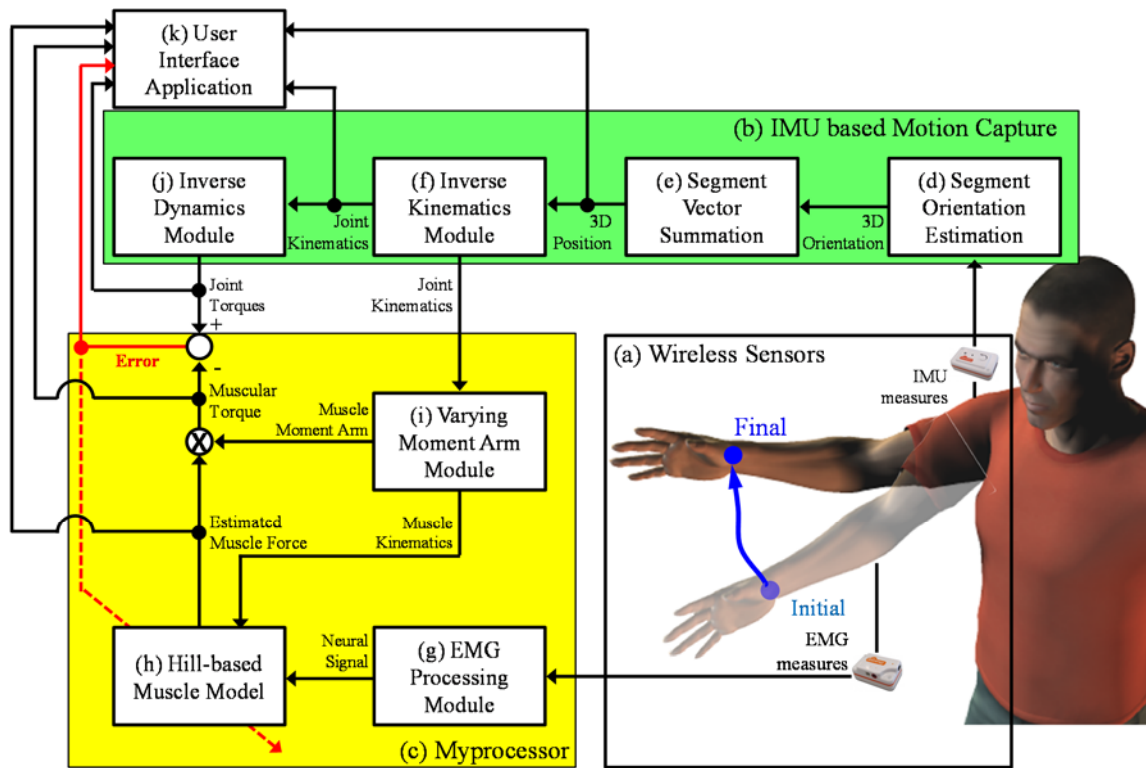 (k) User
Interface
Application
(b) IMU based Motion Capture
(j) Inverse
Dynamics
Module
Joint
Kinematics
(f) Inverse
Kinematics
Module
3D
Position
(e) Segment
Vector
Summation
3D
Orientation
(d) Segment
Orientation
Estimation
Joint
Torques
+
Joint
Kinematics
Error
-
Muscular
Torque
X
Muscle
Moment Arm
(i) Varying
Moment Arm
Module
Estimated
Muscle Force
Muscle
Kinematics
(h) Hill-based
Muscle Model
Neural
Signal
(g) EMG
Processing
Module
(c) Myprocessor
(a) Wireless Sensors
IMU
measures
Final
Initial
EMG
measures